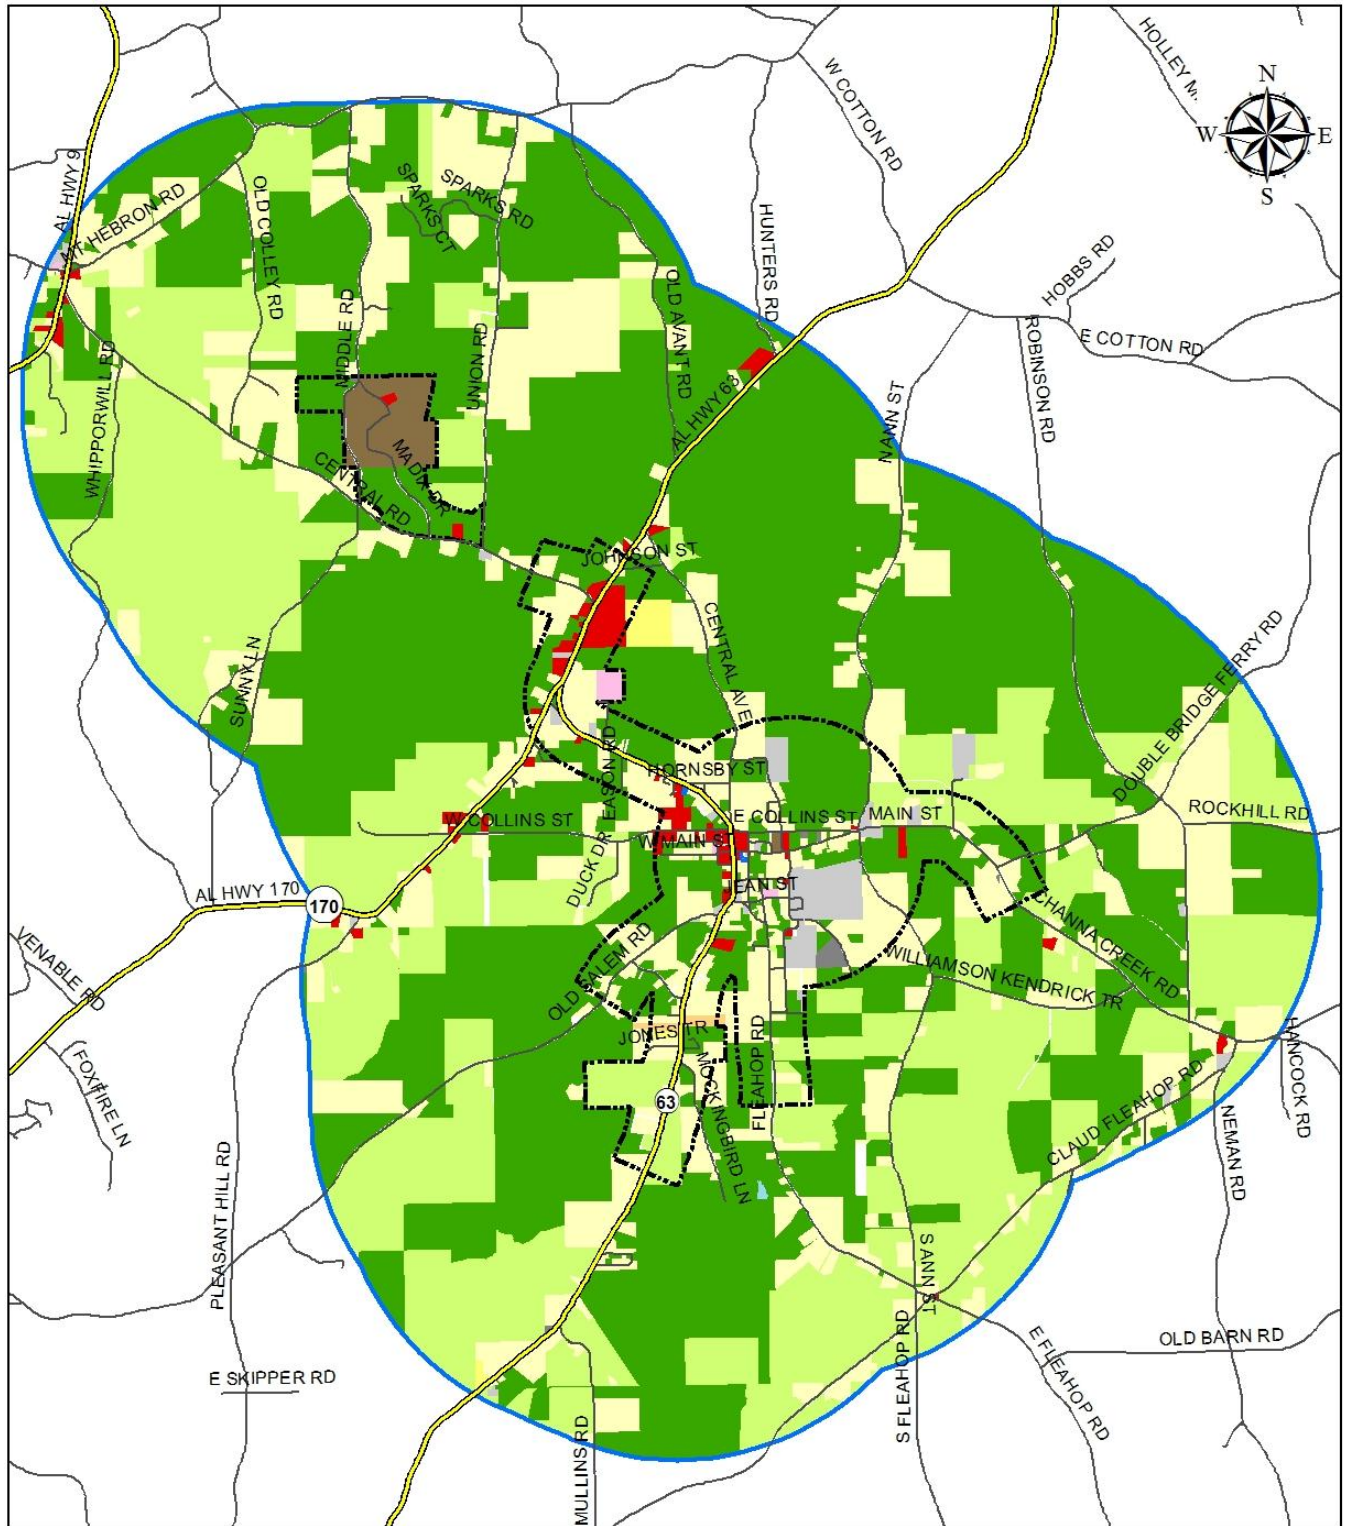 HOLLEY M.
N
W
E
S
W COTTON RD
AL HWY 9
MT HEBRON RD
OLD COLLEY RD
SPARKS CT
SPARKS RD
HUNTERS RD
HOBBS RD
OLD AVANT RD
MIDDLE RD
UNION RD
E COTTON RD
ROBINSON RD
WHIPPORWILL RD
AL HWY 63
N ANN ST
MADIX DR
CENTRAL RD
JOHNSON ST
CENTRAL AVE
SUNNY LN
DOUBLE BRIDGE FERRY RD
EASON RD
HORNSBY ST
ROCKHILL RD
W COLLINS ST
E COLLINS ST
MAIN ST
W MAIN ST
DUCK DR
JEAN ST
AL HWY 170
170
CHANNA CREEK RD
VENABLE RD
OLD SALEM RD
WILLIAMSON KENDRICK TR
JONES TR
FLEAHOP RD
HANCOCK RD
FOXFIRE LN
MOCKINGBIRD LN
63
CLAUD FLEAHOP RD
NEMAN RD
PLEASANT HILL RD
S ANN ST
S FLEAHOP RD
E FLEAHOP RD
OLD BARN RD
E SKIPPER RD
MULLINS RD